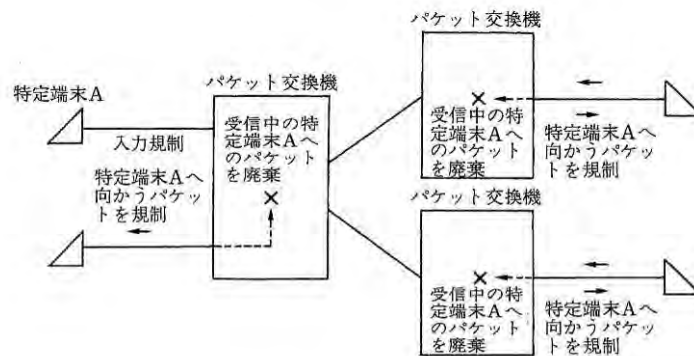 パケット交換機
特定端末A
入力規制
特定端末Aへ
向かうパケッ
トを規制
受信中の特
定端末Aへ
のパケット
を廃棄
パケット交換機
受信中の特
定端末Aへ
のパケット
を廃棄
特定端末Aへ
向かうパケッ
トを規制
パケット交換機
受信中の特
定端末Aへ
のパケット
を廃棄
特定端末Aへ
向かうパケッ
トを規制